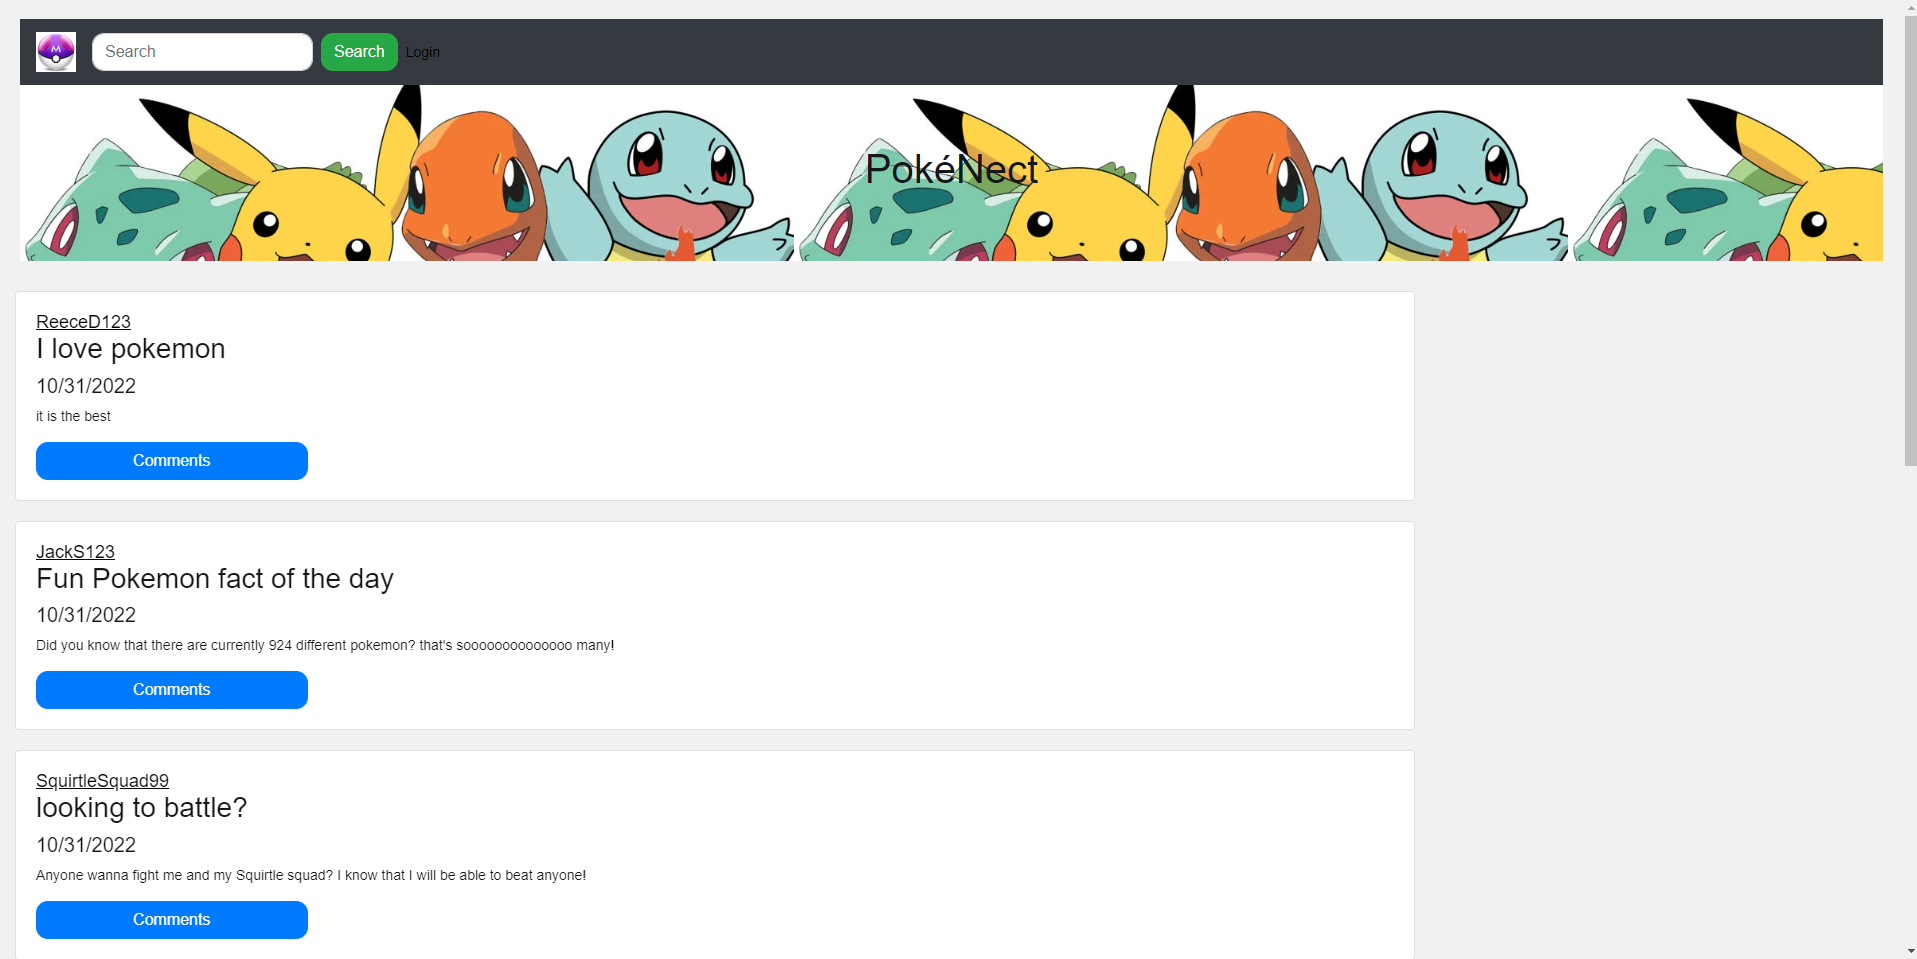 M
Search
Search
Login
PokéNect
ReeceD123
I love pokemon
10/31/2022
it is the best
Comments
JackS123
Fun Pokemon fact of the day
10/31/2022
Did you know that there are currently 924 different pokemon? that's soooooooooooooo many!
Comments
SquirtleSquad99
looking to battle?
10/31/2022
Anyone wanna fight me and my Squirtle squad? I know that I will be able to beat anyone!
Comments